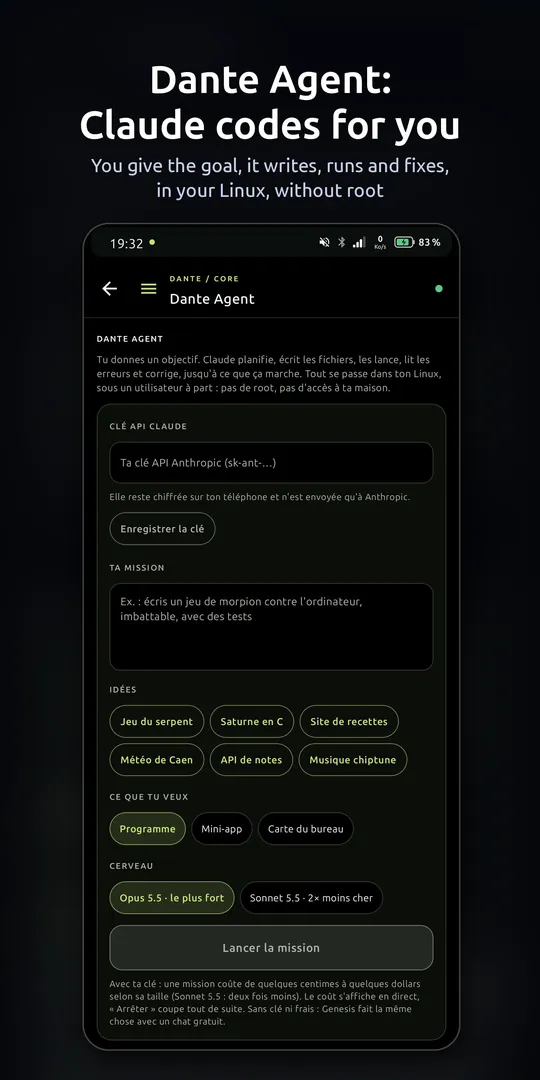 Dante Agent:
Claude codes for you
You give the goal, it writes, runs and fixes,
in your Linux, without root
19:32
0
Ko/s
83 %
DANTE / CORE
Dante Agent
DANTE AGENT
Tu donnes un objectif. Claude planifie, écrit les fichiers, les lance, lit les
erreurs et corrige, jusqu'à ce que ça marche. Tout se passe dans ton Linux,
sous un utilisateur à part : pas de root, pas d'accès à ta maison.
CLÉ API CLAUDE
Ta clé API Anthropic (sk-ant-…)
Elle reste chiffrée sur ton téléphone et n'est envoyée qu'à Anthropic.
Enregistrer la clé
TA MISSION
Ex. : écris un jeu de morpion contre l'ordinateur,
imbattable, avec des tests
IDÉES
Jeu du serpent
Saturne en C
Site de recettes
Météo de Caen
API de notes
Musique chiptune
CE QUE TU VEUX
Programme
Mini-app
Carte du bureau
CERVEAU
Opus 5.5 · le plus fort
Sonnet 5.5 · 2× moins cher
Lancer la mission
Avec ta clé : une mission coûte de quelques centimes à quelques dollars
selon sa taille (Sonnet 5.5 : deux fois moins). Le coût s'affiche en direct,
« Arrêter » coupe tout de suite. Sans clé ni frais : Genesis fait la même
chose avec un chat gratuit.